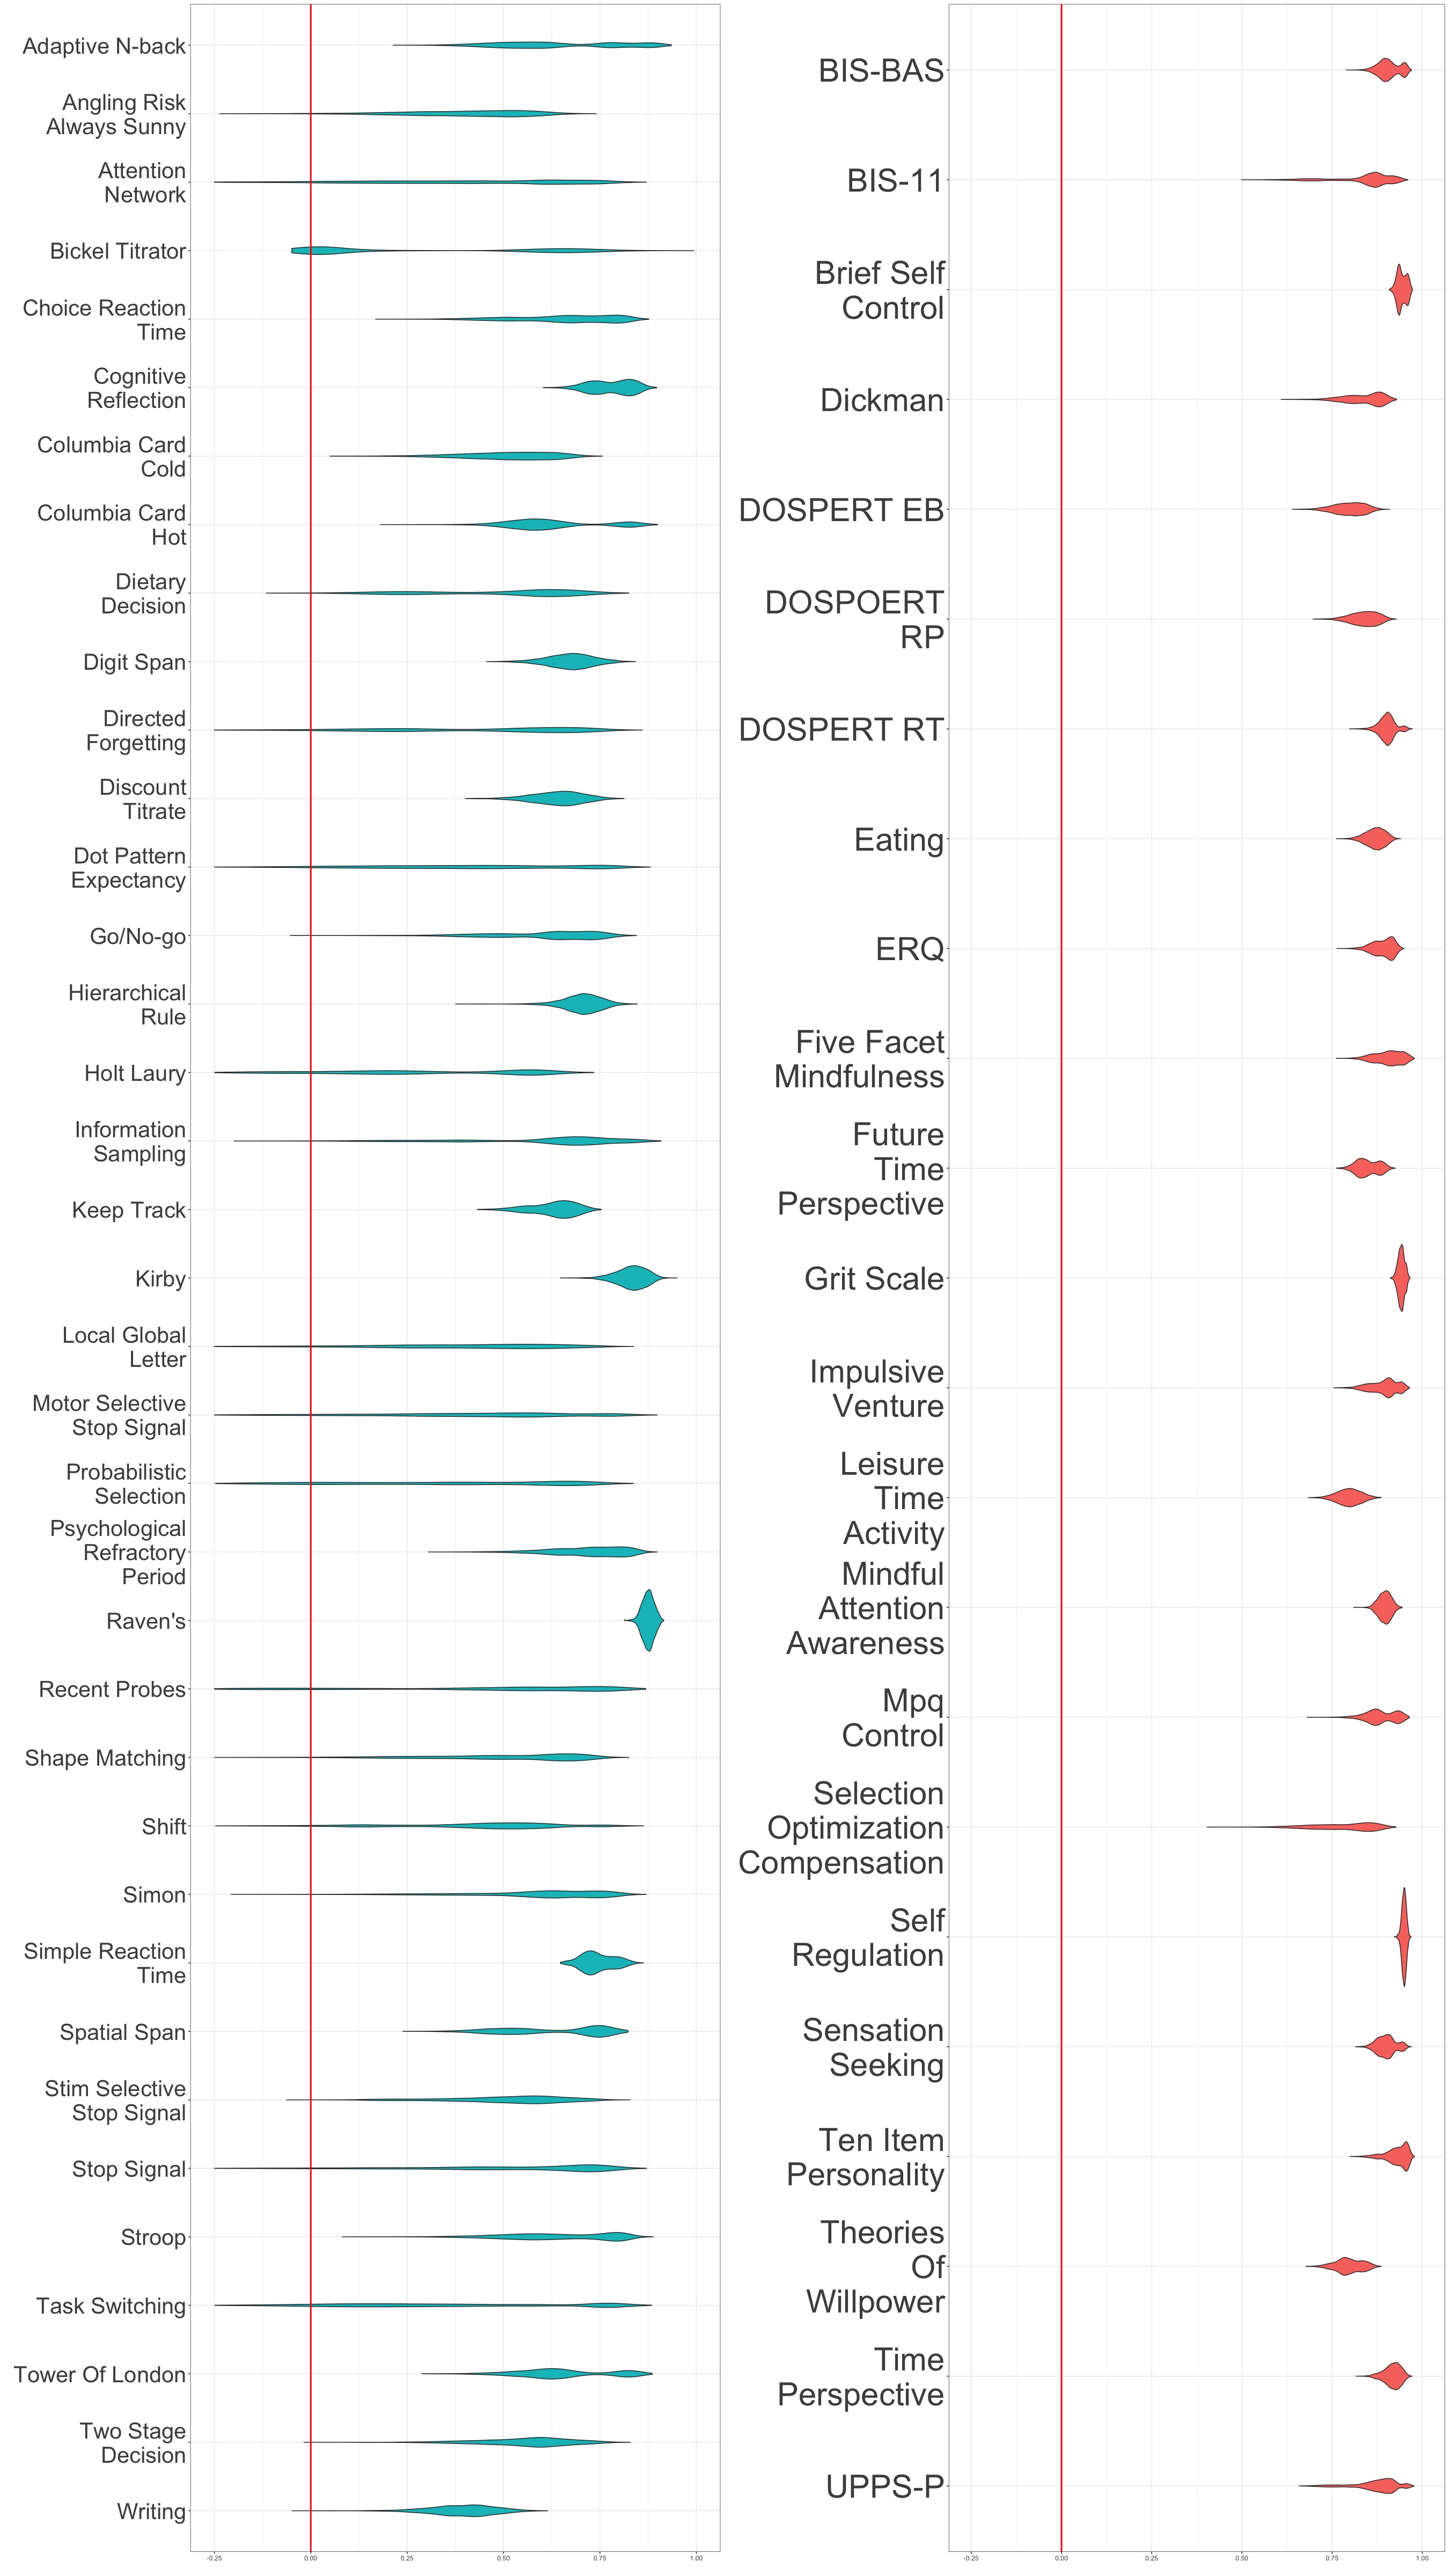 Adaptive N-back
Angling Risk
Always Sunny
Attention
Network
Bickel Titrator
Choice Reaction
Time
Cognitive
Reflection
Columbia Card
Cold
Columbia Card
Hot
Dietary
Decision
Digit Span
Directed
Forgetting
Discount
Titrate
Dot Pattern
Expectancy
Go/No-go
Hierarchical
Rule
Holt Laury
Information
Sampling
Keep Track
Kirby
Local Global
Letter
Motor Selective
Stop Signal
Probabilistic
Selection
Psychological
Refractory
Period
Raven's
Recent Probes
Shape Matching
Shift
Simon
Simple Reaction
Time
Spatial Span
Stim Selective
Stop Signal
Stop Signal
Stroop
Task Switching
Tower Of London
Two Stage
Decision
Writing
-0.25 0.00 0.25 0.50 0.75 1.00
BIS-BAS
BIS-11
Brief Self
Control
Dickman
DOSPERT EB
DOSPOERT
RP
DOSPERT RT
Eating
ERQ
Five Facet
Mindfulness
Future
Time
Perspective
Grit Scale
Impulsive
Venture
Leisure
Time
Activity
Mindful
Attention
Awareness
Mpq
Control
Selection
Optimization
Compensation
Self
Regulation
Sensation
Seeking
Ten Item
Personality
Theories
Of
Willpower
Time
Perspective
UPPS-P
-0.25 0.00 0.25 0.50 0.75 1.00